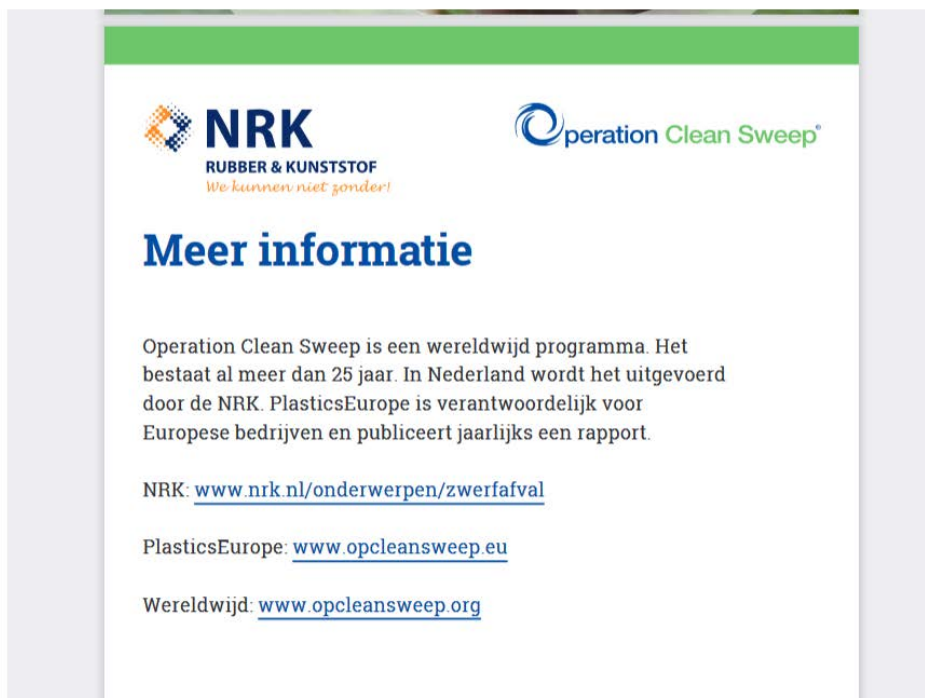 NRK
RUBBER & KUNSTSTOF
We kunnen niet zonder!
Operation Clean Sweep®
Meer informatie
Operation Clean Sweep is een wereldwijd programma. Het
bestaat al meer dan 25 jaar. In Nederland wordt het uitgevoerd
door de NRK. PlasticsEurope is verantwoordelijk voor
Europese bedrijven en publiceert jaarlijks een rapport.
NRK: www.nrk.nl/onderwerpen/zwerfafval
PlasticsEurope: www.opcleansweep.eu
Wereldwijd: www.opcleansweep.org